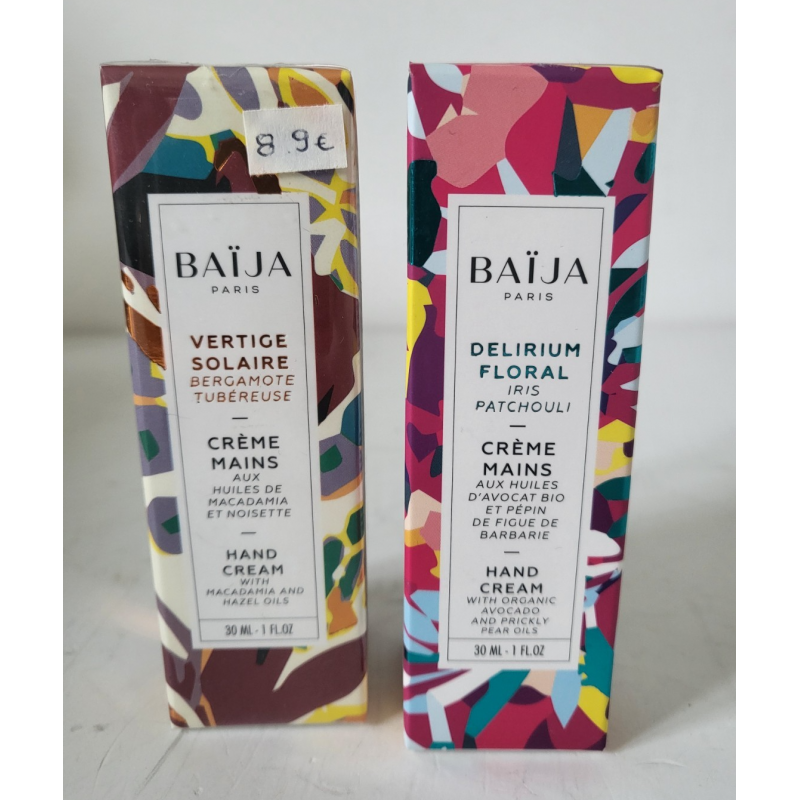 8.9€
BAÏJA
PARIS
VERTIGE
SOLAIRE
BERGAMOTE
TUBÉREUSE
CRÈME
MAINS
AUX
HUILES DE
MACADAMIA
ET NOISETTE
HAND
CREAM
WITH
MACADAMIA AND
HAZEL OILS
30 ML - 1 FL.OZ
BAÏJA
PARIS
DELIRIUM
FLORAL
IRIS
PATCHOULI
CRÈME
MAINS
AUX HUILES
D'AVOCAT BIO
ET PÉPIN
DE FIGUE DE
BARBARIE
HAND
CREAM
WITH ORGANIC
AVOCADO
AND PRICKLY
PEAR OILS
30 ML - 1 FL.OZ